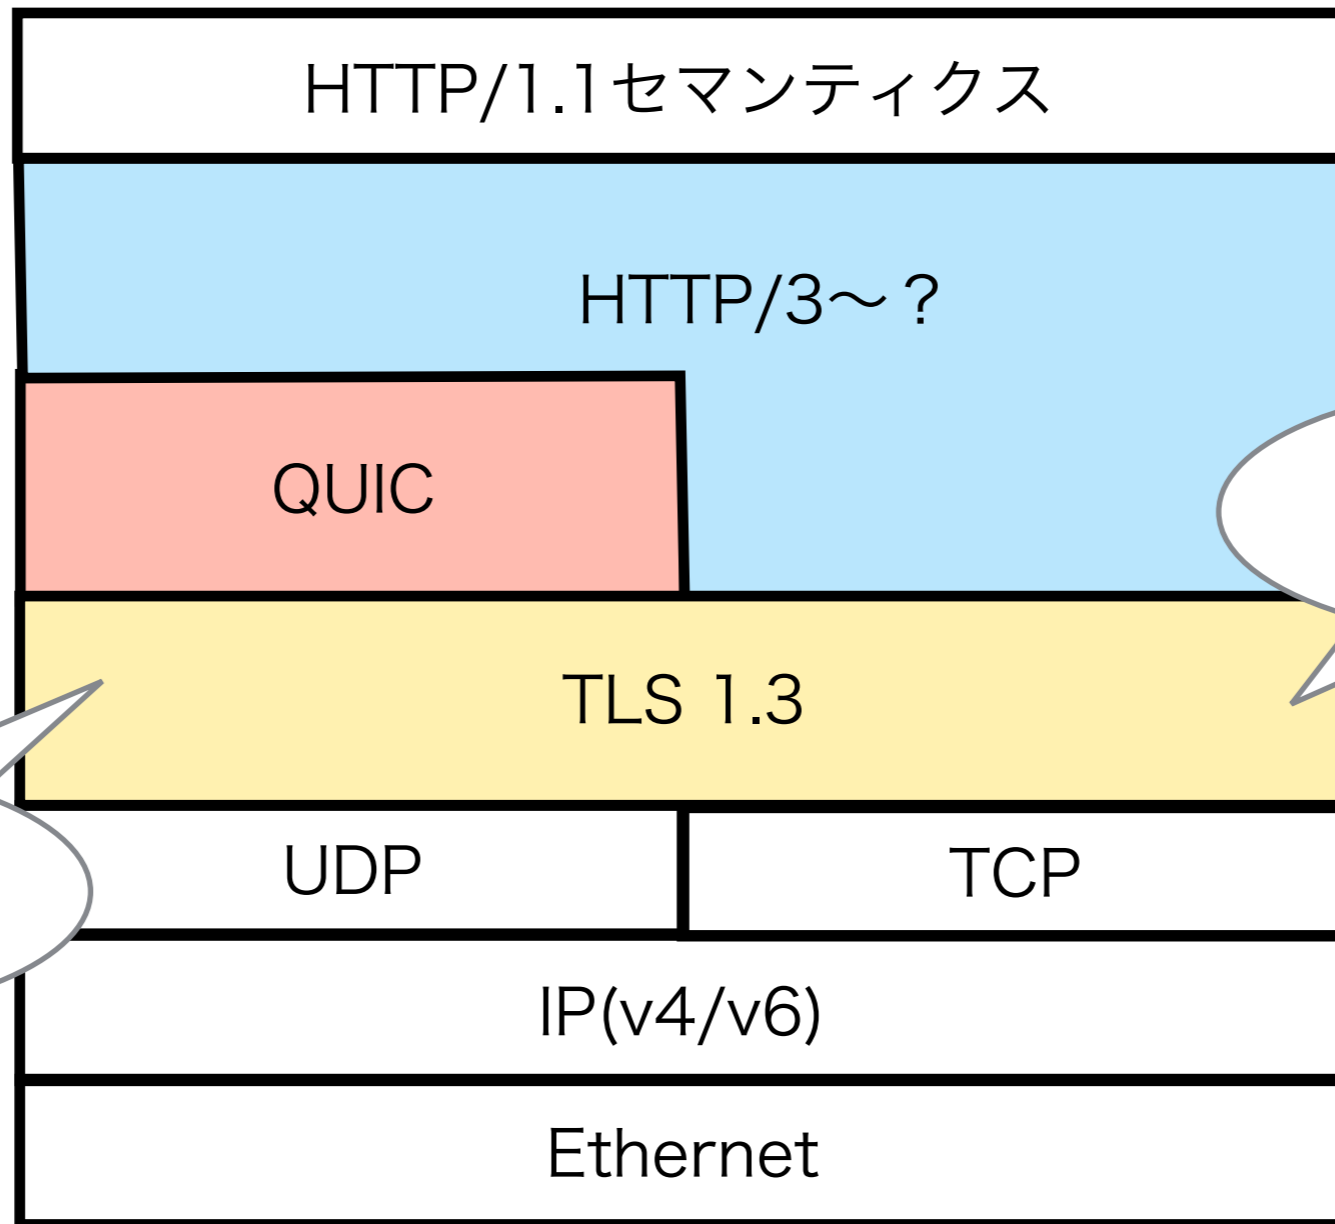 HTTP/1.1セマンティクス
HTTP/3〜？
QUIC
TLS 1.3
UDP
TCP
IP(v4/v6)
Ethernet